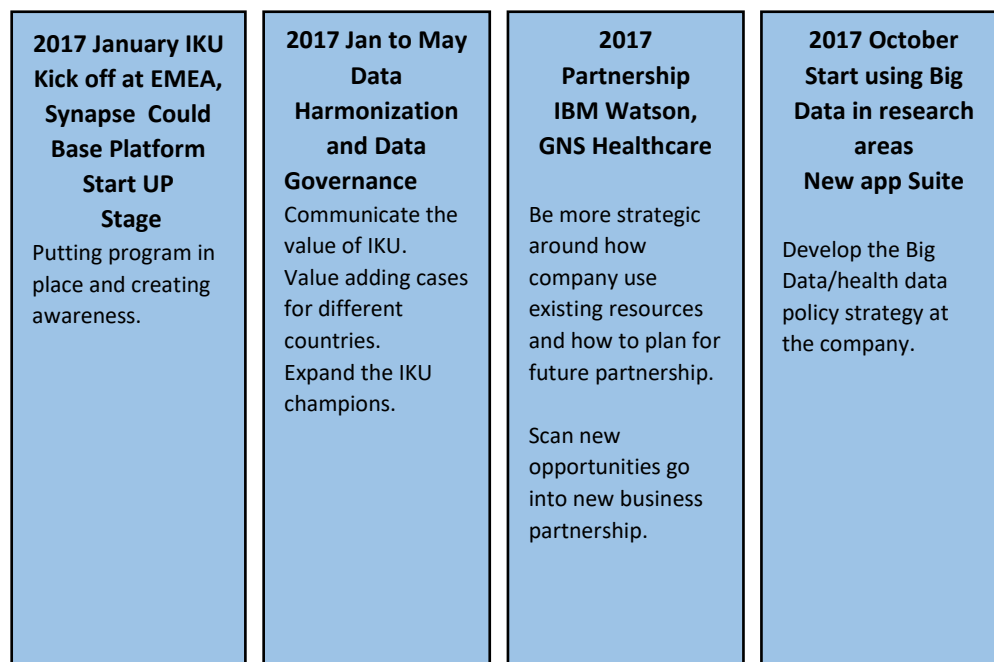 2017 January IKU
Kick off at EMEA,
Synapse Could
Base Platform
Start UP
Stage
Putting program in
place and creating
awareness.
2017 Jan to May
Data
Harmonization
and Data
Governance
Communicate the
value of IKU.
Value adding cases
for different
countries.
Expand the IKU
champions.
2017
Partnership
IBM Watson,
GNS Healthcare
Be more strategic
around how
company use
existing resources
and how to plan for
future partnership.
Scan new
opportunities go
into new business
partnership.
2017 October
Start using Big
Data in research
areas
New app Suite
Develop the Big
Data/health data
policy strategy at
the company.